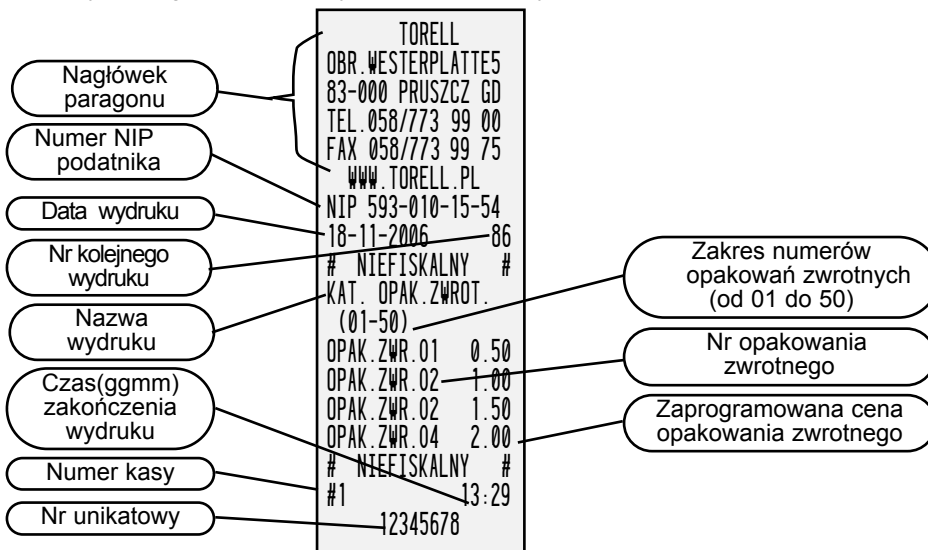 TORELL
OBR.WESTERPLATTE5
83-000 PRUSZCZ GD
TEL.058/773 99 00
FAX 058/773 99 75
WWW.TORELL.PL
NIP 593-010-15-54
18-11-2006 86
# NIEFISKALNY #
KAT. OPAK.ZWROT.
(01-50)
OPAK.ZWR.01 0.50
OPAK.ZWR.02 1.00
OPAK.ZWR.02 1.50
OPAK.ZWR.04 2.00
# NIEFISKALNY #
#1 13:29
12345678
Nagłówek
paragonu
Numer NIP
podatnika
Data wydruku
Nr kolejnego
wydruku
Nazwa
wydruku
Czas(ggmm)
zakończenia
wydruku
Numer kasy
Nr unikatowy
Zakres numerów
opakowań zwrotnych
(od 01 do 50)
Nr opakowania
zwrotnego
Zaprogramowana cena
opakowania zwrotnego